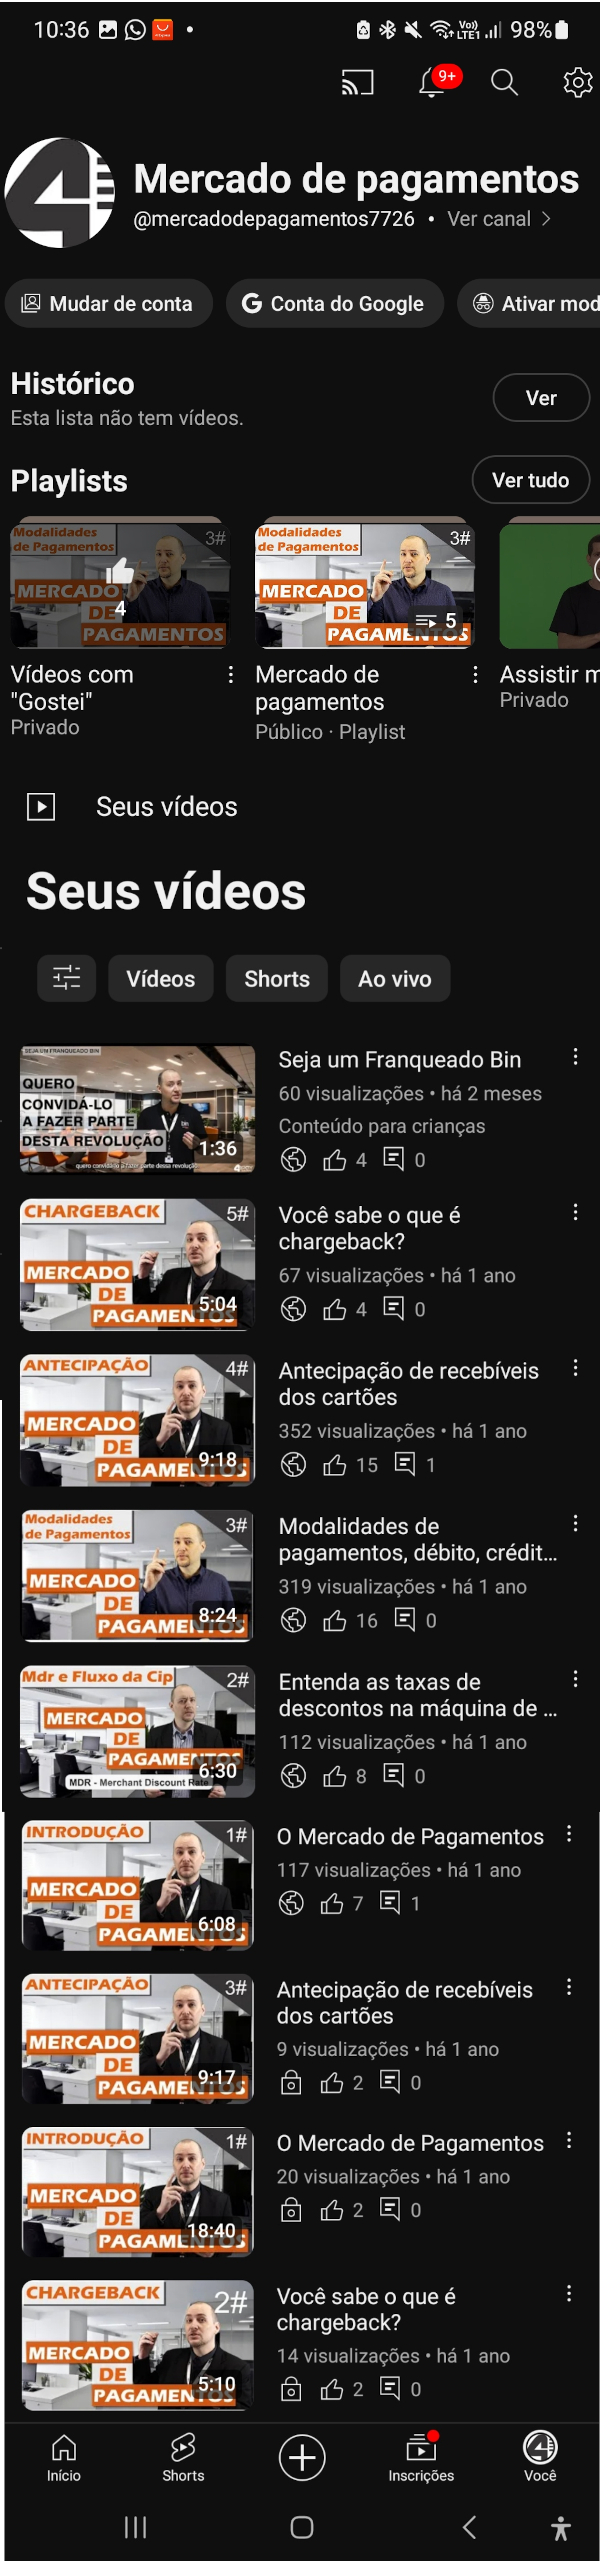 10:36
Vo))
LTE1
98%
9+
4
Mercado de pagamentos
@mercadodepagamentos7726 • Ver canal >
Mudar de conta
G Conta do Google
Ativar mod
Histórico
Esta lista não tem vídeos.
Ver
Playlists
Ver tudo
Modalidades
de Pagamentos
3#
MERCADO
DE
PAGAMENTOS
4
Modalidades
de Pagamentos
3#
MERCADO
DE
PAGAMENTOS
5
Vídeos com
"Gostei"
Privado
Mercado de
pagamentos
Público · Playlist
Assistir m
Privado
Seus vídeos
Seus vídeos
Vídeos
Shorts
Ao vivo
SEJA UM FRANQUEADO BIN
QUERO
CONVIDÁ-LO
A FAZER PARTE
DESTA REVOLUÇÃO
1:36
quero convidá-lo a fazer parte dessa revolução
Seja um Franqueado Bin
60 visualizações • há 2 meses
Conteúdo para crianças
4 0
CHARGEBACK
5#
MERCADO
DE
PAGAMENTOS
5:04
Você sabe o que é
chargeback?
67 visualizações • há 1 ano
4 0
ANTECIPAÇÃO
4#
MERCADO
DE
PAGAMENTOS
9:18
Antecipação de recebíveis
dos cartões
352 visualizações • há 1 ano
15 1
Modalidades
de Pagamentos
3#
MERCADO
DE
PAGAMENTOS
8:24
Modalidades de
pagamentos, débito, crédit...
319 visualizações • há 1 ano
16 0
Mdr e Fluxo da Cip
2#
MERCADO
DE
PAGAMENTOS
6:30
MDR - Merchant Discount Rate
Entenda as taxas de
descontos na máquina de ...
112 visualizações • há 1 ano
8 0
INTRODUÇÃO
1#
MERCADO
DE
PAGAMENTOS
6:08
O Mercado de Pagamentos
117 visualizações • há 1 ano
7 1
ANTECIPAÇÃO
3#
MERCADO
DE
PAGAMENTOS
9:17
Antecipação de recebíveis
dos cartões
9 visualizações • há 1 ano
2 0
INTRODUÇÃO
1#
MERCADO
DE
PAGAMENTOS
18:40
O Mercado de Pagamentos
20 visualizações • há 1 ano
2 0
CHARGEBACK
2#
MERCADO
DE
PAGAMENTOS
5:10
Você sabe o que é
chargeback?
14 visualizações • há 1 ano
2 0
Início
Shorts
Inscrições
Você